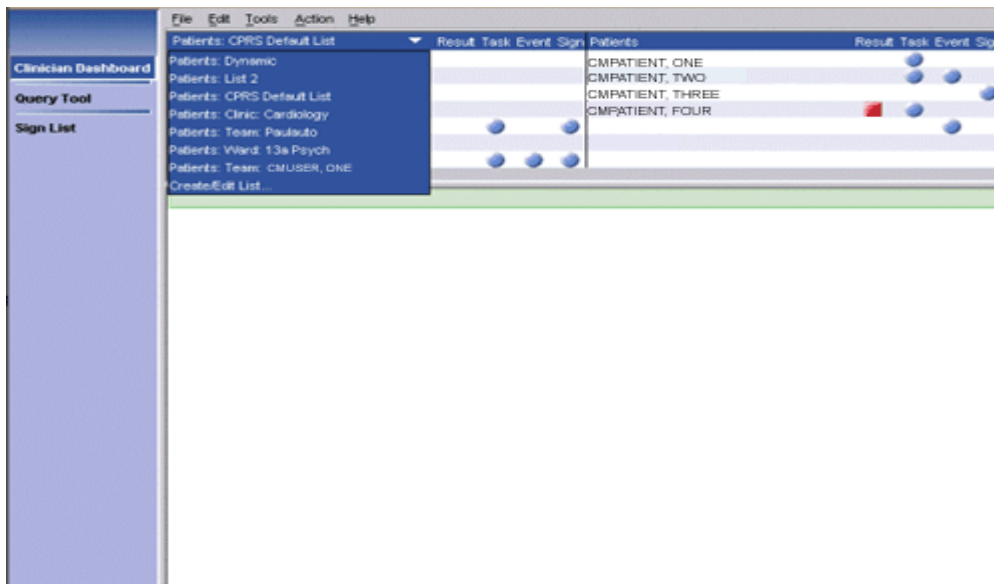 File Edit Tools Action Help
Patients: CPRS Default List Result Task Event Sign Patients Result Task Event Sig
Clinician Dashboard
Query Tool
Sign List
Patients: Dynamic
Patients: List 2
Patients: CPRS Default List
Patients: Clinic: Cardiology
Patients: Team: Paulauto
Patients: Ward: 13a Psych
Patients: Team: CMUSER, ONE
Create/Edit List...
CMPATIENT, ONE
CMPATIENT, TWO
CMPATIENT, THREE
CMPATIENT, FOUR